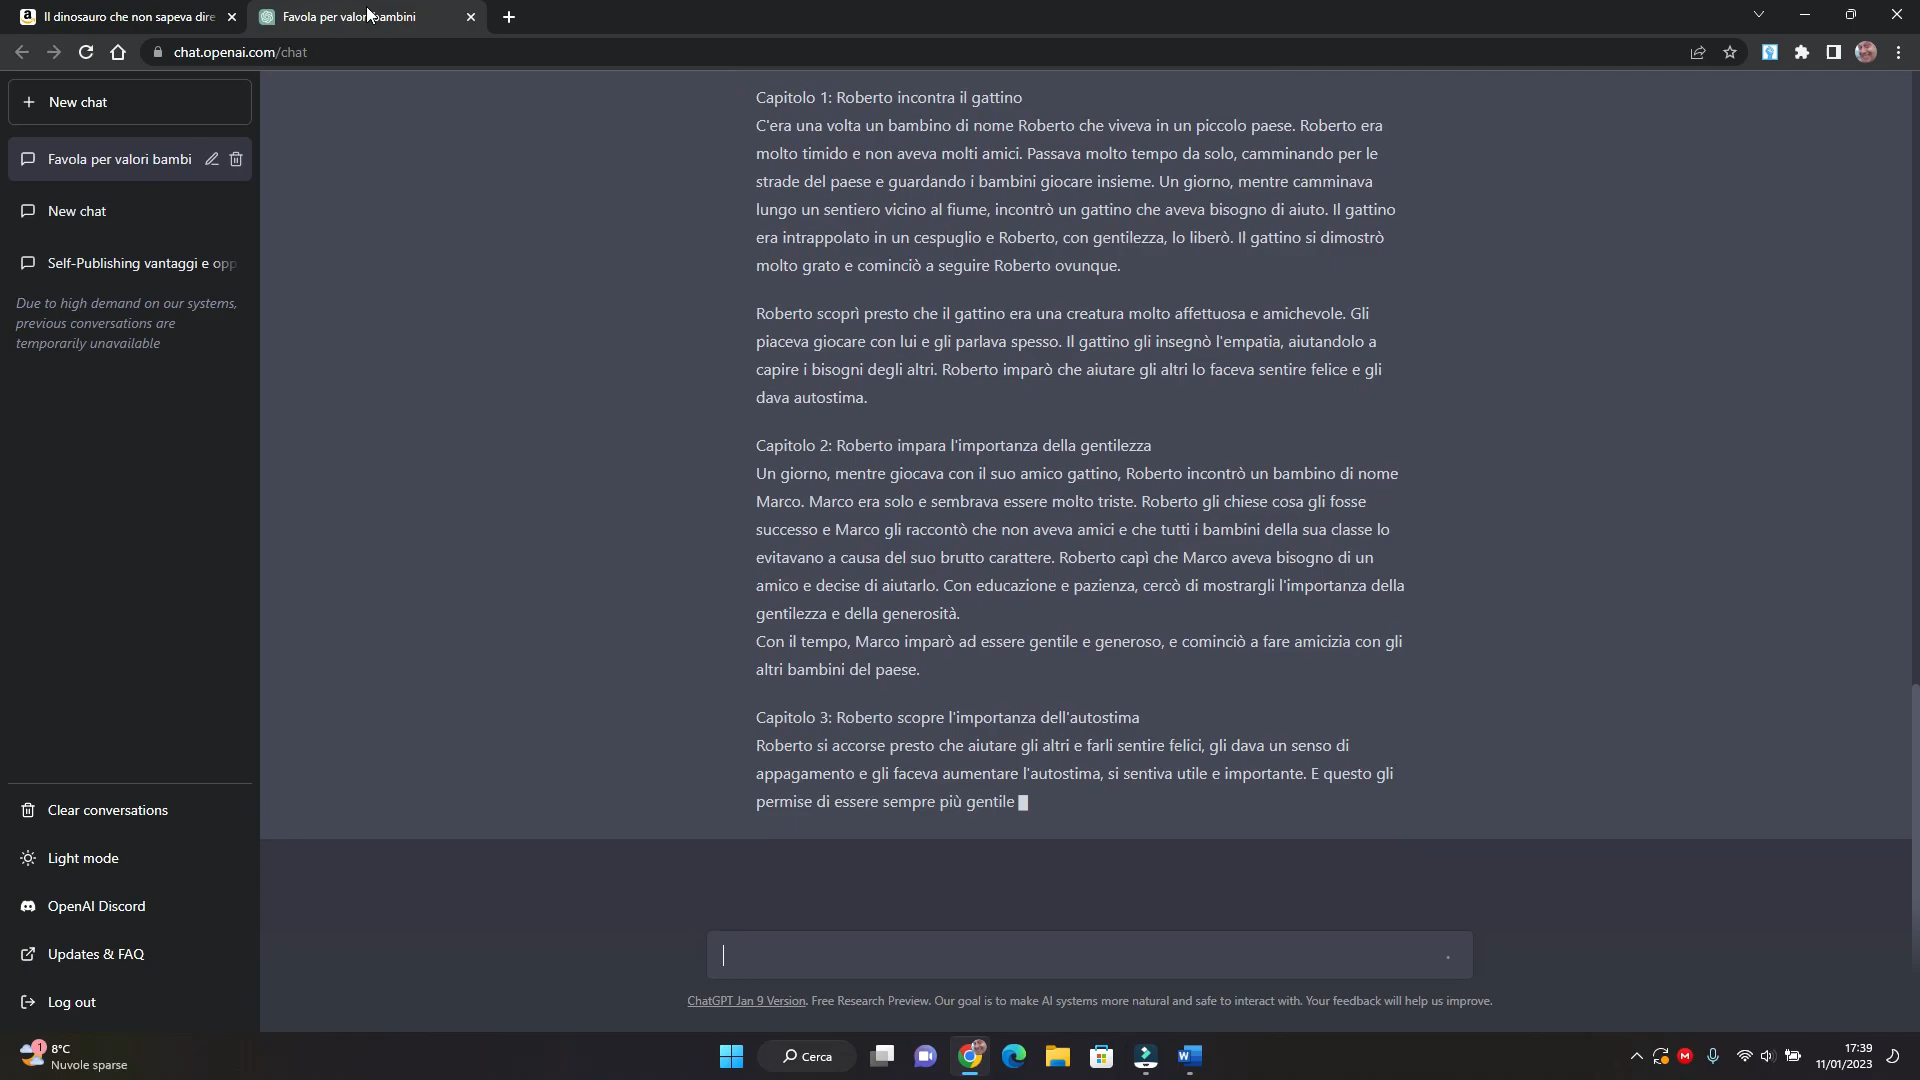 Il dinosauro che non sapeva dire
Favola per valori bambini
chat.openai.com/chat
New chat
Favola per valori bambi
New chat
Self-Publishing vantaggi e opp
Due to high demand on our systems,
previous conversations are
temporarily unavailable
Clear conversations
Light mode
OpenAI Discord
Updates & FAQ
Log out
Capitolo 1: Roberto incontra il gattino
C'era una volta un bambino di nome Roberto che viveva in un piccolo paese. Roberto era
molto timido e non aveva molti amici. Passava molto tempo da solo, camminando per le
strade del paese e guardando i bambini giocare insieme. Un giorno, mentre camminava
lungo un sentiero vicino al fiume, incontrò un gattino che aveva bisogno di aiuto. Il gattino
era intrappolato in un cespuglio e Roberto, con gentilezza, lo liberò. Il gattino si dimostrò
molto grato e cominciò a seguire Roberto ovunque.
Roberto scoprì presto che il gattino era una creatura molto affettuosa e amichevole. Gli
piaceva giocare con lui e gli parlava spesso. Il gattino gli insegnò l'empatia, aiutandolo a
capire i bisogni degli altri. Roberto imparò che aiutare gli altri lo faceva sentire felice e gli
dava autostima.
Capitolo 2: Roberto impara l'importanza della gentilezza
Un giorno, mentre giocava con il suo amico gattino, Roberto incontrò un bambino di nome
Marco. Marco era solo e sembrava essere molto triste. Roberto gli chiese cosa gli fosse
successo e Marco gli raccontò che non aveva amici e che tutti i bambini della sua classe lo
evitavano a causa del suo brutto carattere. Roberto capì che Marco aveva bisogno di un
amico e decise di aiutarlo. Con educazione e pazienza, cercò di mostrargli l'importanza della
gentilezza e della generosità.
Con il tempo, Marco imparò ad essere gentile e generoso, e cominciò a fare amicizia con gli
altri bambini del paese.
Capitolo 3: Roberto scopre l'importanza dell'autostima
Roberto si accorse presto che aiutare gli altri e farli sentire felici, gli dava un senso di
appagamento e gli faceva aumentare l'autostima, si sentiva utile e importante. E questo gli
permise di essere sempre più gentile
ChatGPT Jan 9 Version. Free Research Preview. Our goal is to make AI systems more natural and safe to interact with. Your feedback will help us improve.
1
8°C
Nuvole sparse
Cerca
17:39
11/01/2023